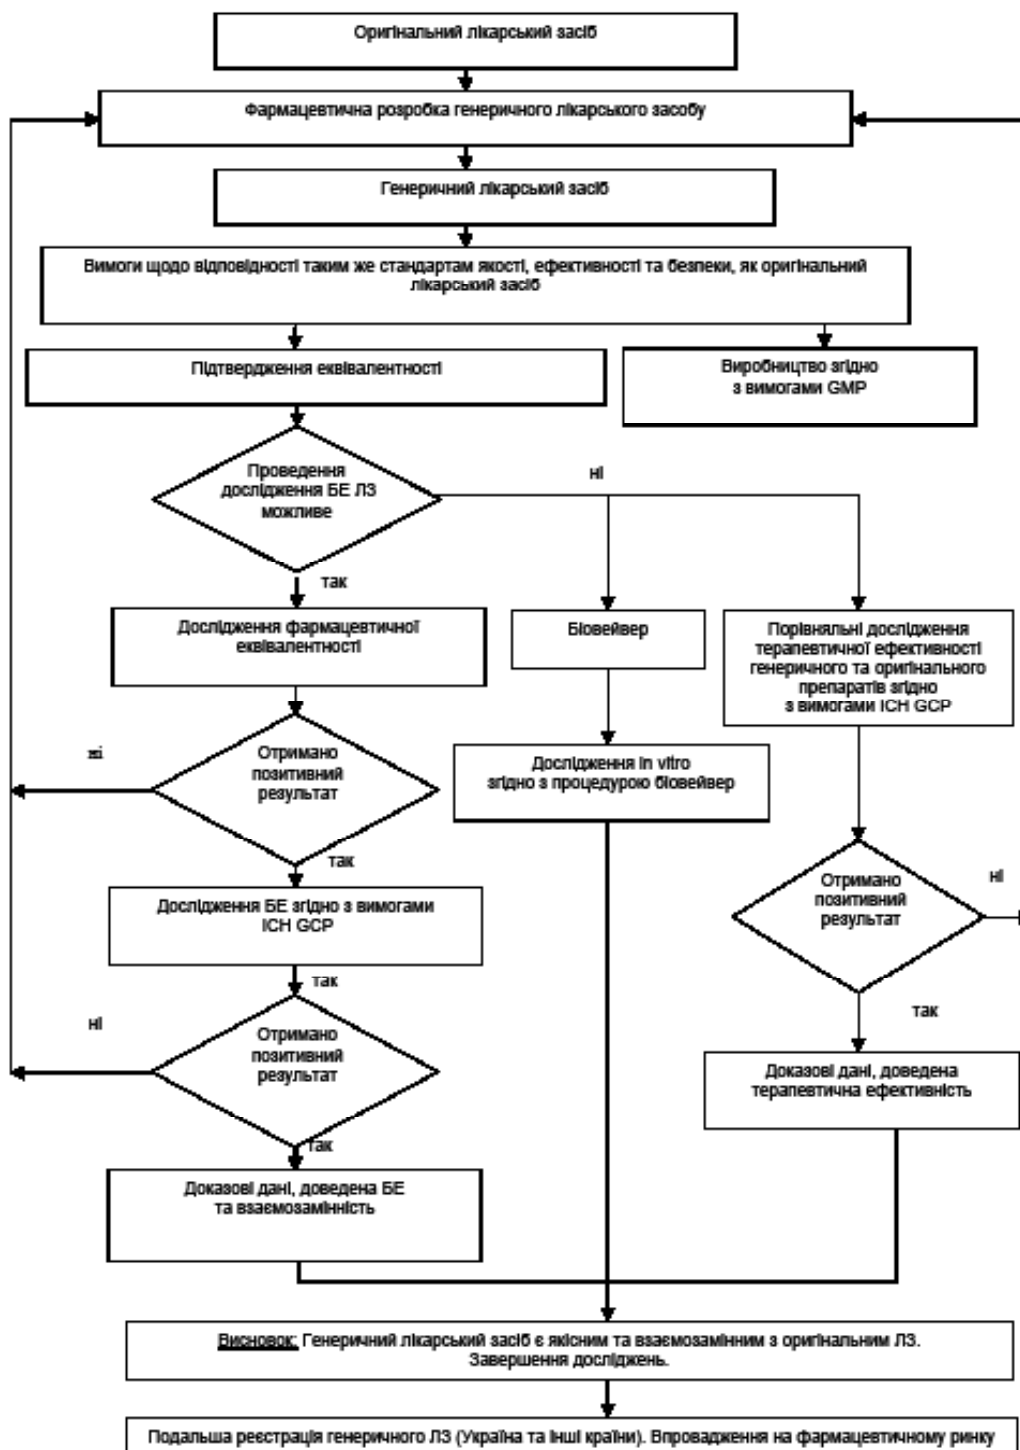 Оригінальний лікарський засіб
Фармацевтична розробка генеричного лікарського засобу
Генеричний лікарський засіб
Вимоги щодо відповідності таким же стандартам якості, ефективності та безпеки, як оригінальний
лікарський засіб
Підтвердження еквівалентності
Виробництво згідно
з вимогами GMP
Проведення
дослідження БЕ ЛЗ
можливе
ні
так
Дослідження фармацевтичної
еквівалентності
Біовейвер
Порівняльні дослідження
терапевтичної ефективності
генеричного та оригінального
препаратів згідно
з вимогами ICH GCP
ні
Отримано
позитивний
результат
Дослідження in vitro
згідно з процедурою біовейвер
так
Отримано
позитивний
результат
ні
Дослідження БЕ згідно з вимогами
ICH GCP
так
ні
Отримано
позитивний
результат
так
Доказові дані, доведена
терапевтична ефективність
так
Доказові дані, доведена БЕ
та взаємозамінність
Висновок: Генеричний лікарський засіб є якісним та взаємозамінним з оригінальним ЛЗ.
Завершення досліджень.
Подальша реєстрація генеричного ЛЗ (Україна та інші країни). Впровадження на фармацевтичному ринку